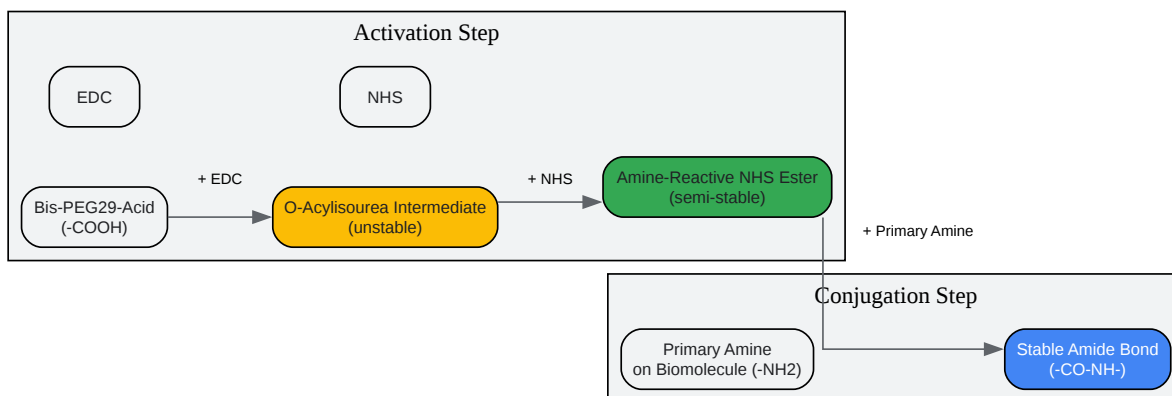 Activation Step
EDC
NHS
+ EDC
+ NHS
Bis-PEG29-Acid
(-COOH)
O-Acylisourea Intermediate
(unstable)
Amine-Reactive NHS Ester
(semi-stable)
+ Primary Amine
Conjugation Step
Primary Amine
on Biomolecule (-NH2)
Stable Amide Bond
(-CO-NH-)